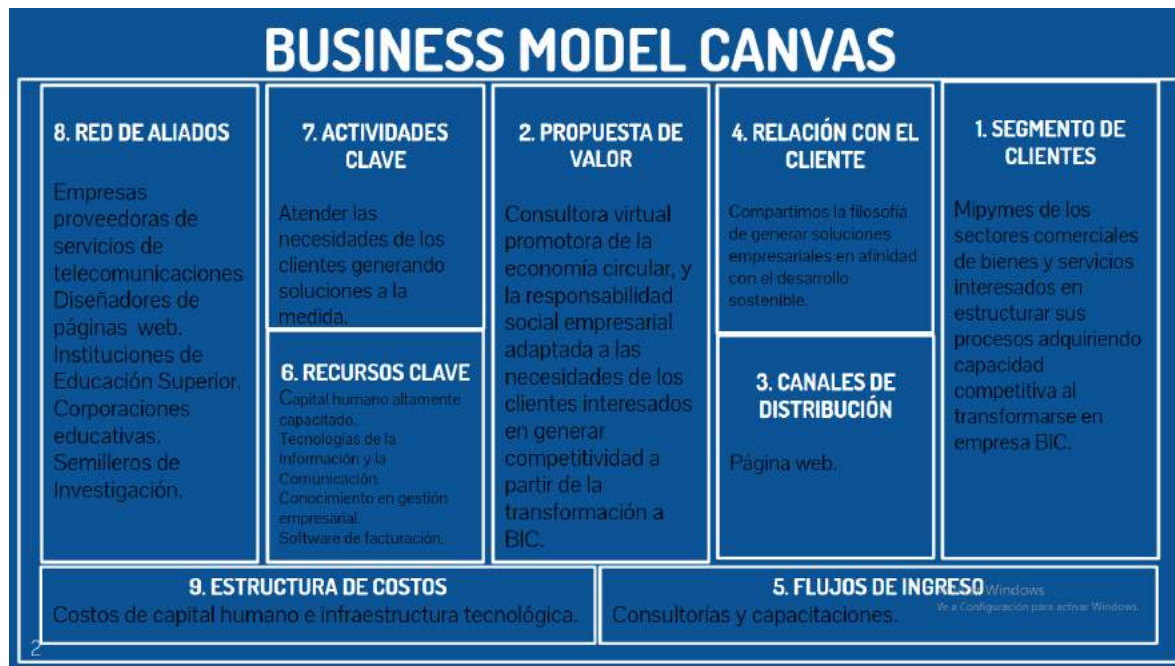 BUSINESS MODEL CANVAS
8. RED DE ALIADOS
Empresas
proveedoras de
servicios de
telecomunicaciones
Diseñadores de
páginas web.
Instituciones de
Educación Superior.
Corporaciones
educativas.
Semilleros de
Investigación.
7. ACTIVIDADES
CLAVE
Atender las
necesidades de los
clientes generando
soluciones a la
medida.
6. RECURSOS CLAVE
Capital humano altamente
capacitado.
Tecnologías de la
Información y la
Comunicación.
Conocimiento en gestión
empresarial.
Software de facturación.
2. PROPUESTA DE
VALOR
Consultora virtual
promotora de la
economía circular, y
la responsabilidad
social empresarial
adaptada a las
necesidades de los
clientes interesados
en generar
competitividad a
partir de la
transformación a
BIC.
4. RELACIÓN CON EL
CLIENTE
Compartimos la filosofía
de generar soluciones
empresariales en afinidad
con el desarrollo
sostenible.
3. CANALES DE
DISTRIBUCIÓN
Página web.
1. SEGMENTO DE
CLIENTES
Mipymes de los
sectores comerciales
de bienes y servicios
interesados en
estructurar sus
procesos adquiriendo
capacidad
competitiva al
transformarse en
empresa BIC.
9. ESTRUCTURA DE COSTOS
Costos de capital humano e infraestructura tecnológica.
5. FLUJOS DE INGRESO
Consultorías y capacitaciones.
Windows
Ve a Configuración para activar Windows.
2